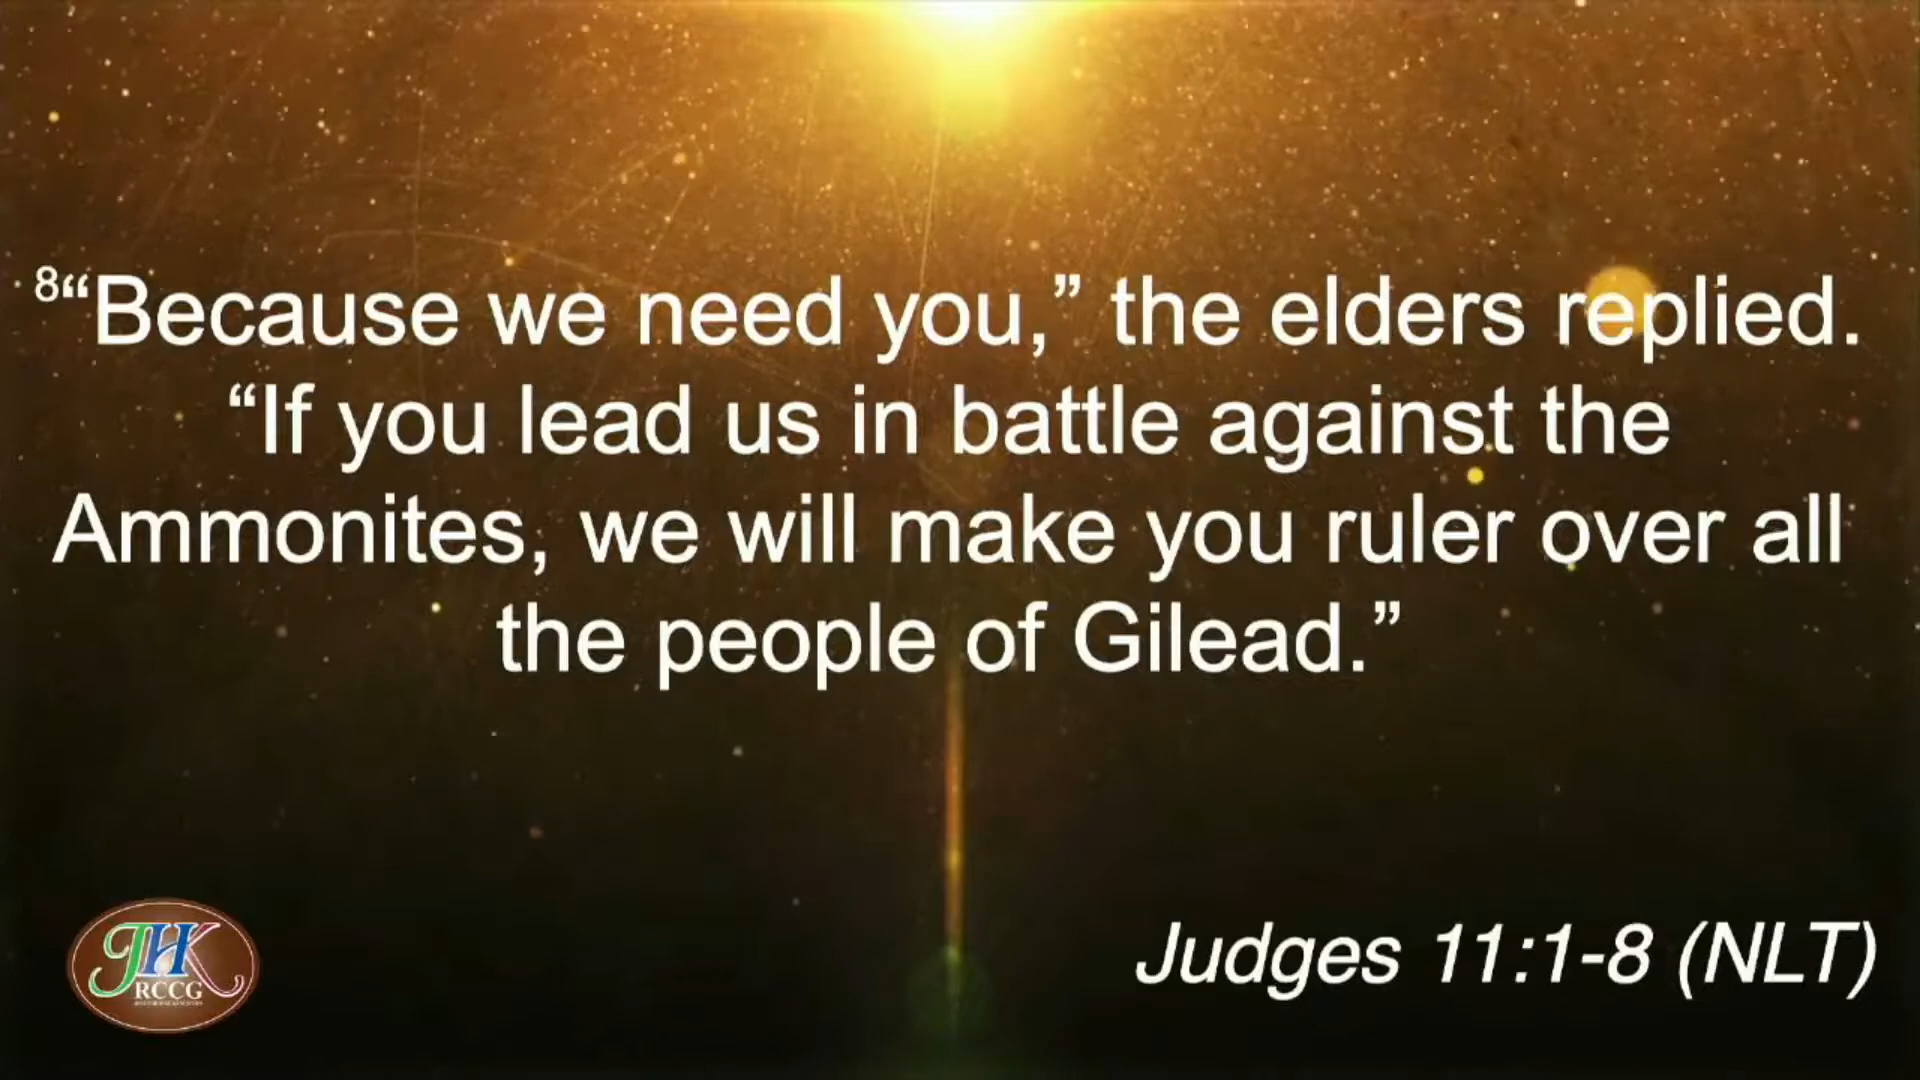 ⁸“Because we need you,” the elders replied.
“If you lead us in battle against the
Ammonites, we will make you ruler over all
the people of Gilead.”
Judges 11:1-8 (NLT)
JHK
RCCG